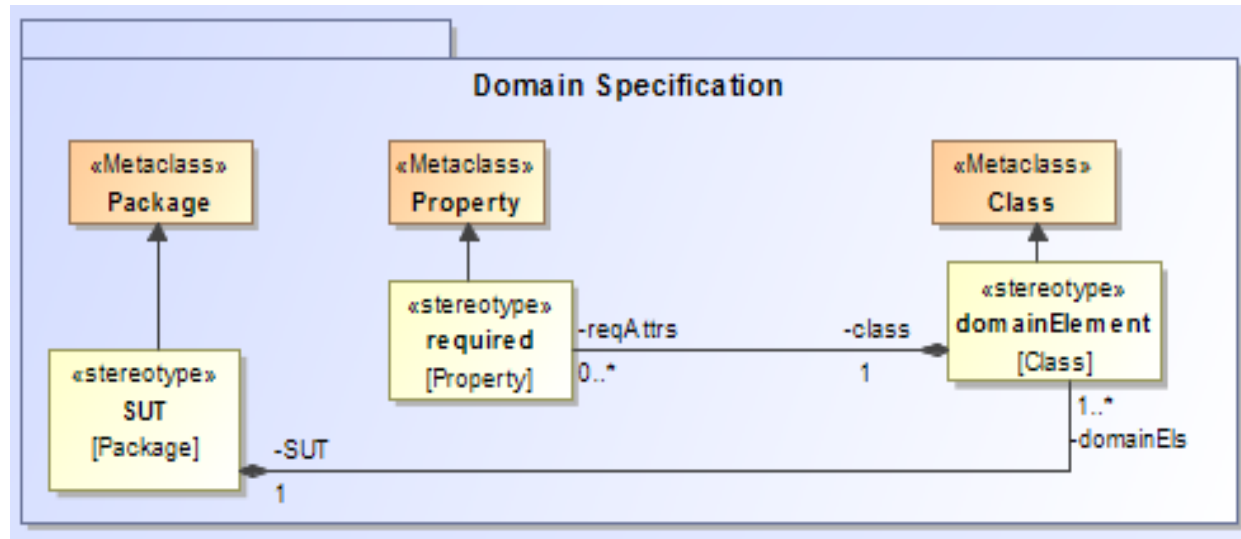 Domain Specification
«Metaclass»
Package
«Metaclass»
Property
«Metaclass»
Class
«stereotype»
SUT
[Package]
«stereotype»
required
[Property]
«stereotype»
domainElement
[Class]
-reqAttrs
0..*
-class
1
1..*
-domainEls
-SUT
1